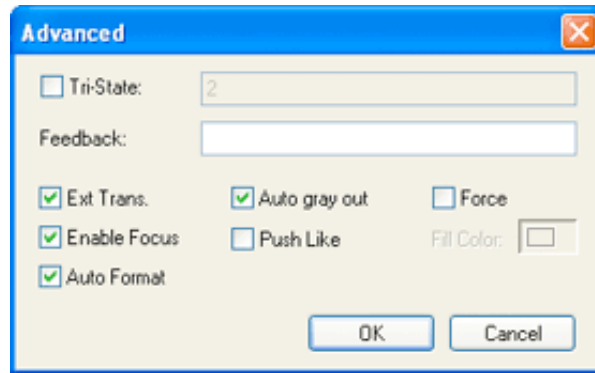 Advanced
Tri-State: 2
Feedback:
Ext Trans. Auto gray out Force
Enable Focus Push Like Fill Color:
Auto Format
OK Cancel